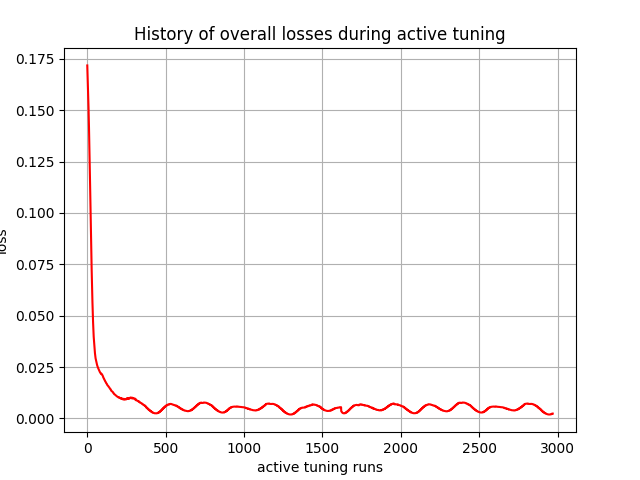 History of overall losses during active tuning
0.175
0.150
0.125
0.100
0.075
0.050
0.025
0.000
loss
0 500 1000 1500 2000 2500 3000
active tuning runs